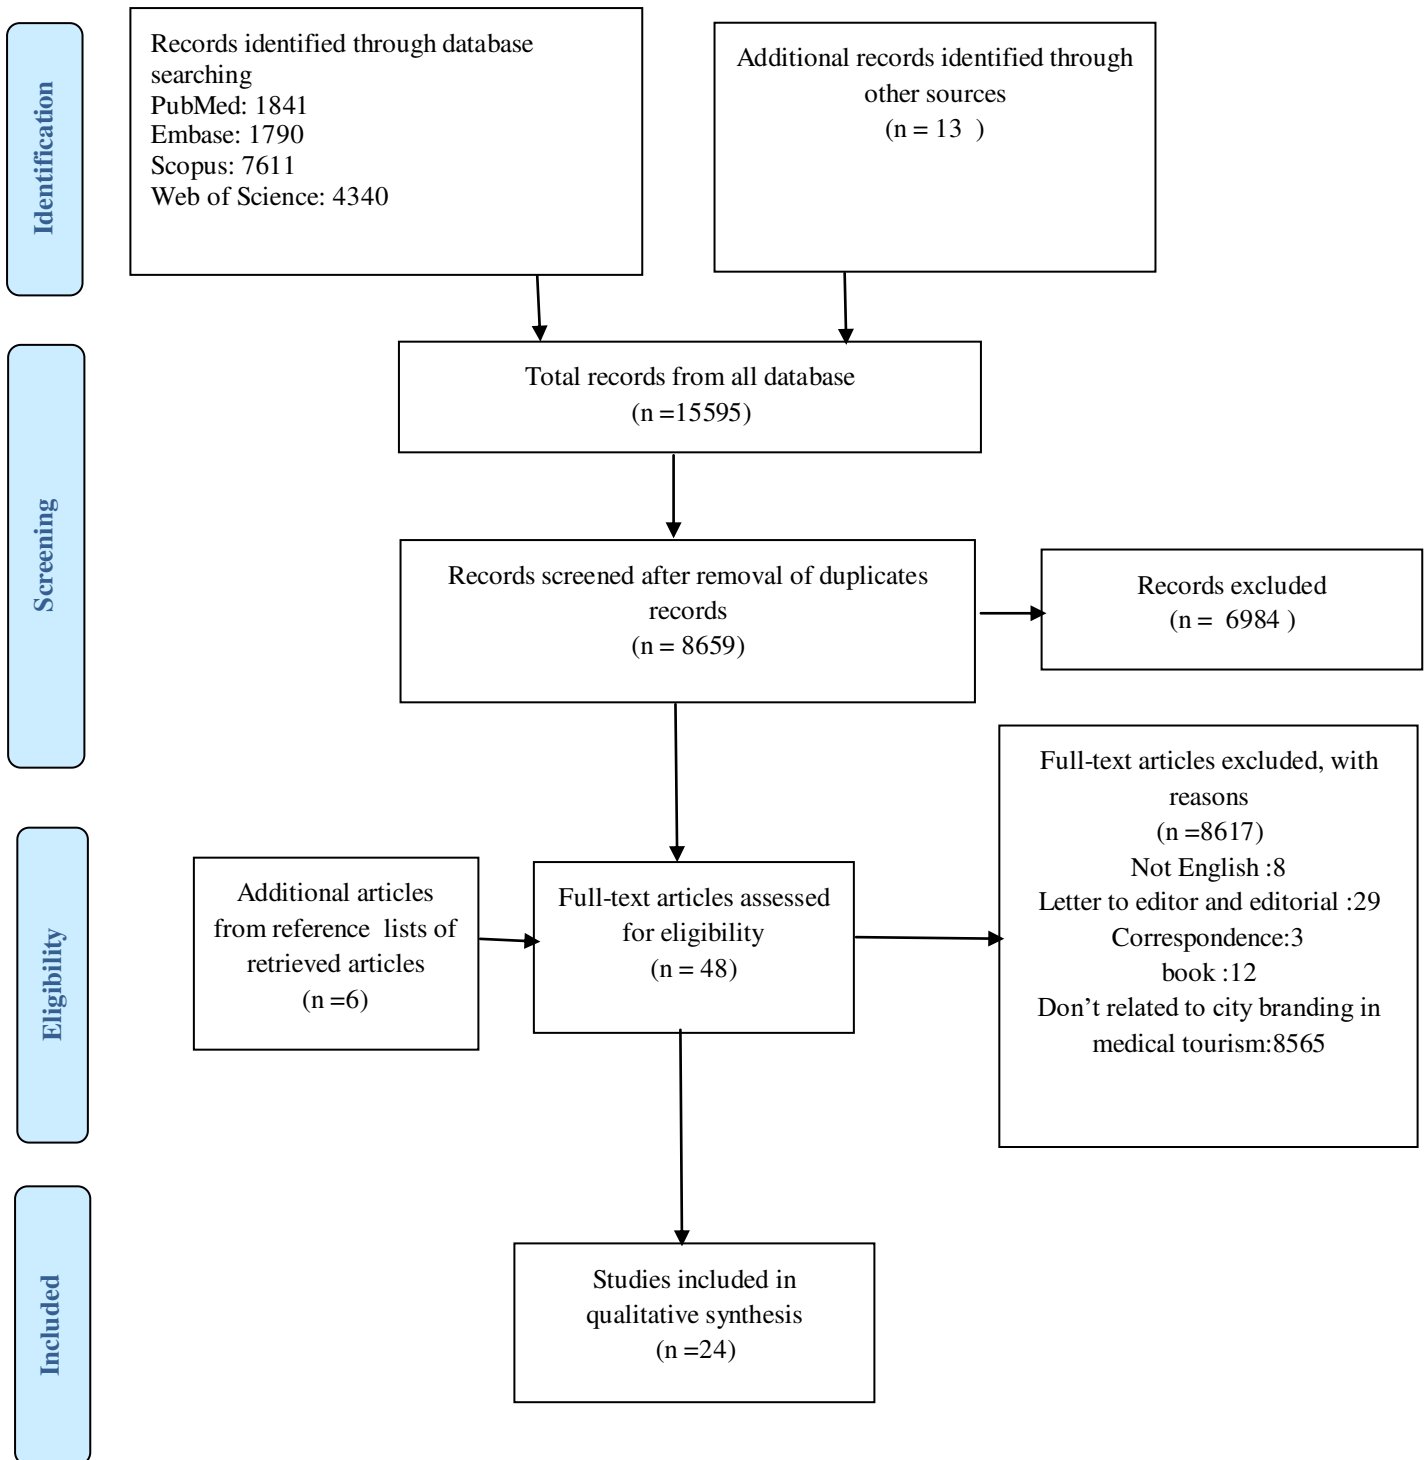 Identification
Records identified through database
searching
PubMed: 1841
Embase: 1790
Scopus: 7611
Web of Science: 4340
Additional records identified through
other sources
(n = 13 )
Screening
Total records from all database
(n =15595)
Records screened after removal of duplicates
records
(n = 8659)
Records excluded
(n = 6984 )
Eligibility
Additional articles
from reference lists of
retrieved articles
(n =6)
Full-text articles assessed
for eligibility
(n = 48)
Full-text articles excluded, with
reasons
(n =8617)
Not English :8
Letter to editor and editorial :29
Correspondence:3
book :12
Don’t related to city branding in
medical tourism:8565
Included
Studies included in
qualitative synthesis
(n =24)